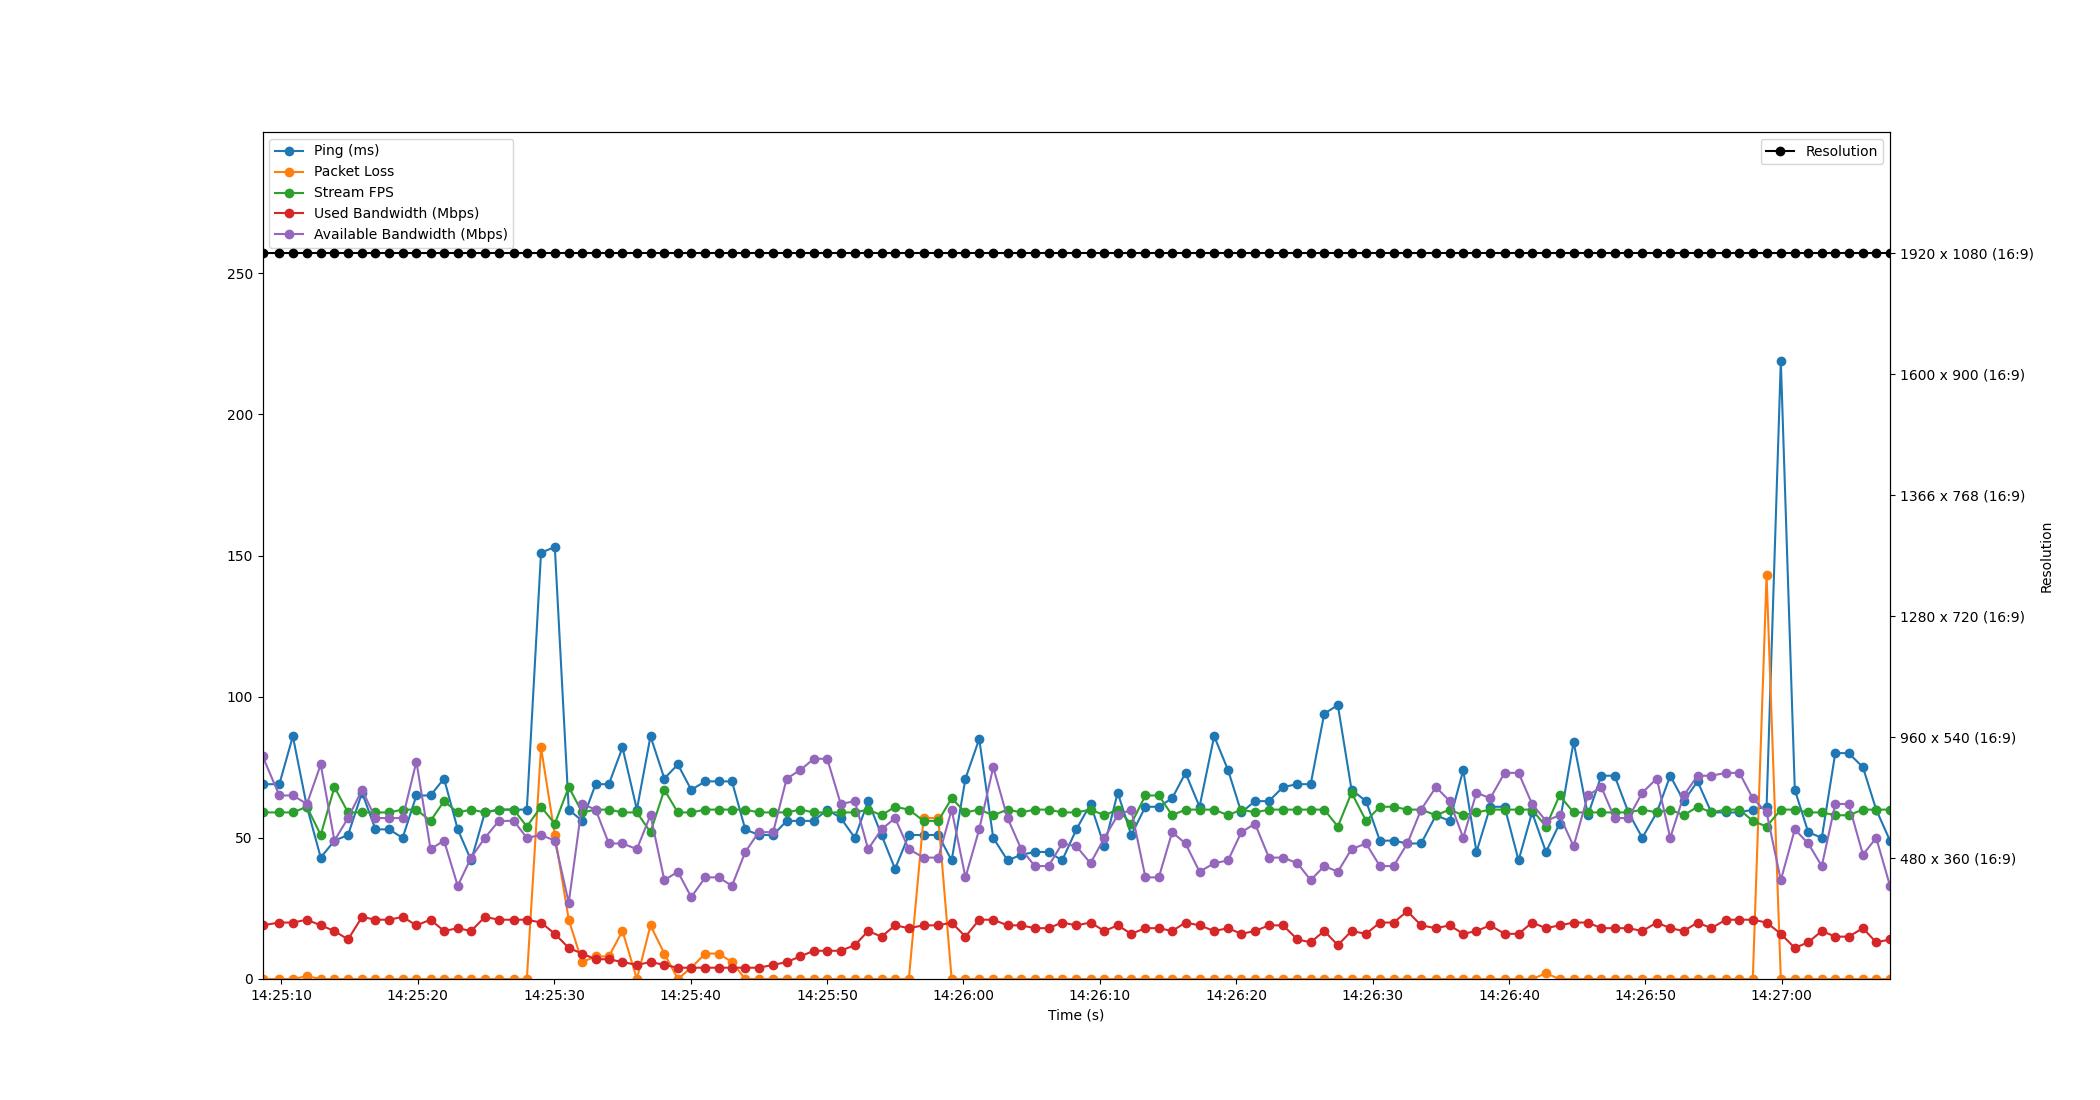 Ping (ms)
Packet Loss
Stream FPS
Used Bandwidth (Mbps)
Available Bandwidth (Mbps)
Resolution
250
200
150
100
50
0
1920 x 1080 (16:9)
1600 x 900 (16:9)
1366 x 768 (16:9)
1280 x 720 (16:9)
960 x 540 (16:9)
480 x 360 (16:9)
Resolution
14:25:10 14:25:20 14:25:30 14:25:40 14:25:50 14:26:00 14:26:10 14:26:20 14:26:30 14:26:40 14:26:50 14:27:00
Time (s)